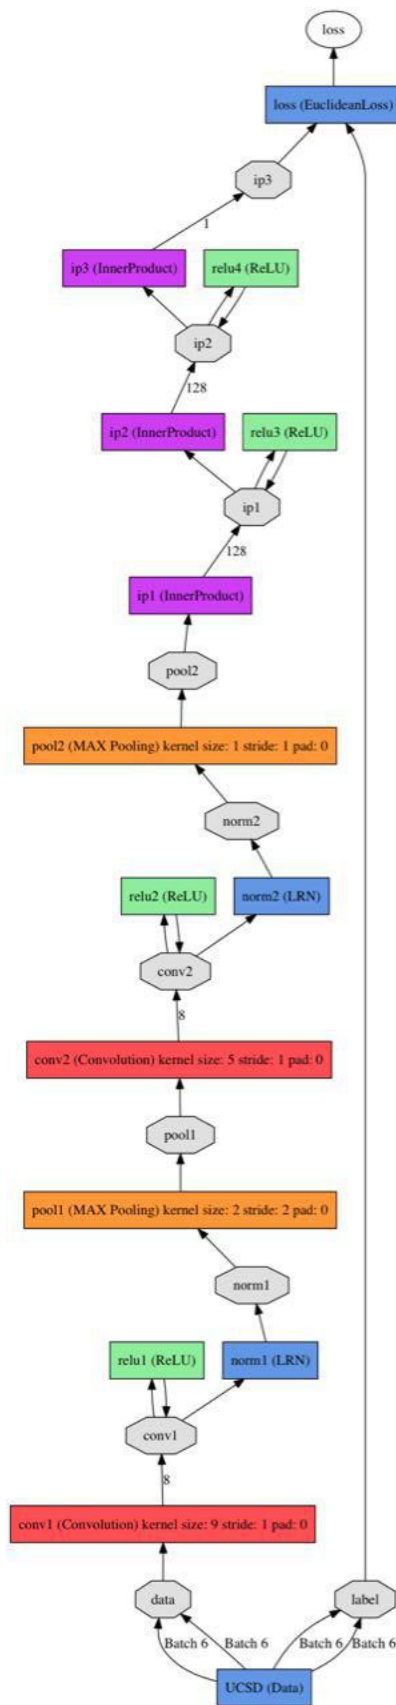 loss
loss (EuclideanLoss)
ip3
1
ip3 (InnerProduct)
relu4 (ReLU)
ip2
128
ip2 (InnerProduct)
relu3 (ReLU)
ip1
128
ip1 (InnerProduct)
pool2
pool2 (MAX Pooling) kernel size: 1 stride: 1 pad: 0
norm2
relu2 (ReLU)
norm2 (LRN)
conv2
8
conv2 (Convolution) kernel size: 5 stride: 1 pad: 0
pool1
pool1 (MAX Pooling) kernel size: 2 stride: 2 pad: 0
norm1
relu1 (ReLU)
norm1 (LRN)
conv1
8
conv1 (Convolution) kernel size: 9 stride: 1 pad: 0
data
label
Batch 6
Batch 6
Batch 6
Batch 6
UCSD (Data)